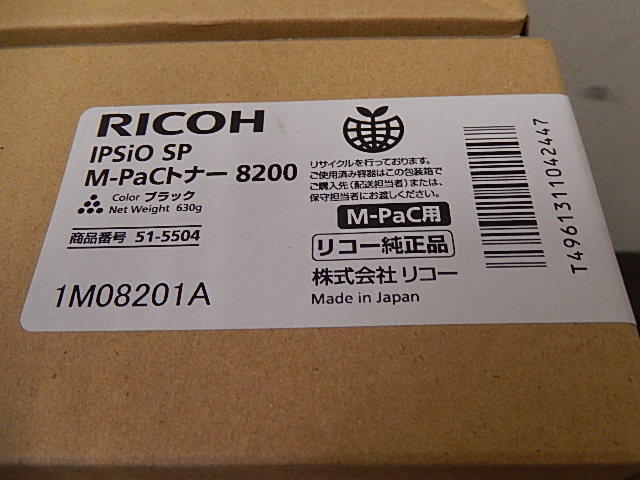 RICOH
IPSiO SP
M-PaCトナー 8200
Color ブラック
Net Weight 630g
商品番号 51-5504
1M08201A
リサイクルを行っております。
ご使用済み容器はこの包装箱で
ご購入先（配送担当者）または、
保守担当者にお渡しください。
M-PaC用
リコー純正品
株式会社リコー
Made in Japan
T4961311042447